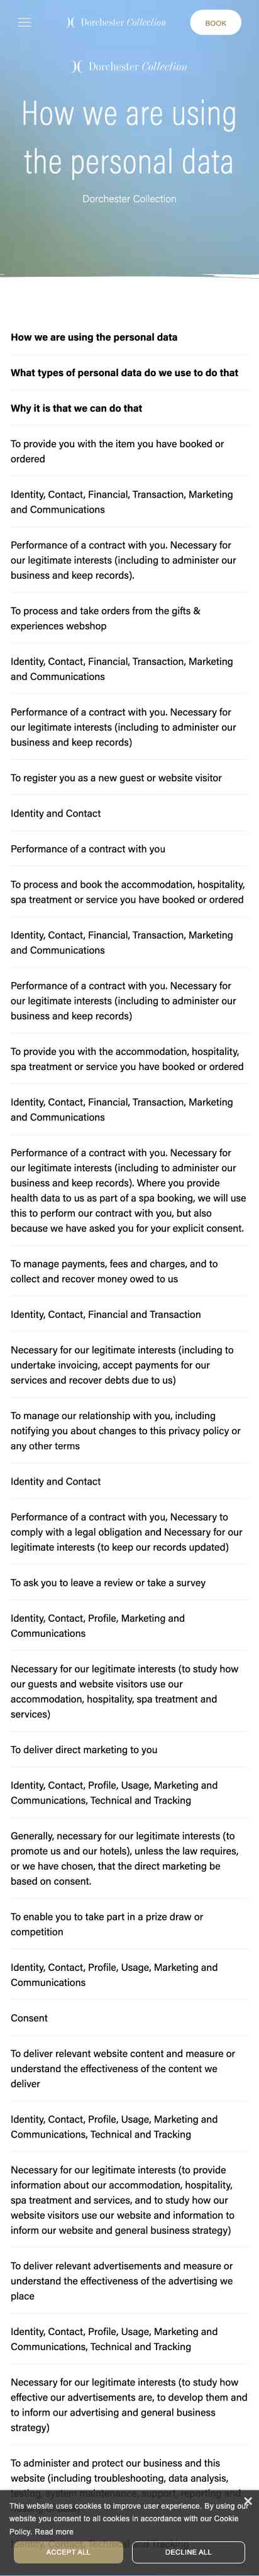 Dorchester Collection
BOOK
Dorchester Collection
How we are using
the personal data
Dorchester Collection
How we are using the personal data
What types of personal data do we use to do that
Why it is that we can do that
To provide you with the item you have booked or
ordered
Identity, Contact, Financial, Transaction, Marketing
and Communications
Performance of a contract with you. Necessary for
our legitimate interests (including to administer our
business and keep records).
To process and take orders from the gifts &
experiences webshop
Identity, Contact, Financial, Transaction, Marketing
and Communications
Performance of a contract with you. Necessary for
our legitimate interests (including to administer our
business and keep records)
To register you as a new guest or website visitor
Identity and Contact
Performance of a contract with you
To process and book the accommodation, hospitality,
spa treatment or service you have booked or ordered
Identity, Contact, Financial, Transaction, Marketing
and Communications
Performance of a contract with you. Necessary for
our legitimate interests (including to administer our
business and keep records)
To provide you with the accommodation, hospitality,
spa treatment or service you have booked or ordered
Identity, Contact, Financial, Transaction, Marketing
and Communications
Performance of a contract with you. Necessary for
our legitimate interests (including to administer our
business and keep records). Where you provide
health data to us as part of a spa booking, we will use
this to perform our contract with you, but also
because we have asked you for your explicit consent.
To manage payments, fees and charges, and to
collect and recover money owed to us
Identity, Contact, Financial and Transaction
Necessary for our legitimate interests (including to
undertake invoicing, accept payments for our
services and recover debts due to us)
To manage our relationship with you, including
notifying you about changes to this privacy policy or
any other terms
Identity and Contact
Performance of a contract with you, Necessary to
comply with a legal obligation and Necessary for our
legitimate interests (to keep our records updated)
To ask you to leave a review or take a survey
Identity, Contact, Profile, Marketing and
Communications
Necessary for our legitimate interests (to study how
our guests and website visitors use our
accommodation, hospitality, spa treatment and
services)
To deliver direct marketing to you
Identity, Contact, Profile, Usage, Marketing and
Communications, Technical and Tracking
Generally, necessary for our legitimate interests (to
promote us and our hotels), unless the law requires,
or we have chosen, that the direct marketing be
based on consent.
To enable you to take part in a prize draw or
competition
Identity, Contact, Profile, Usage, Marketing and
Communications
Consent
To deliver relevant website content and measure or
understand the effectiveness of the content we
deliver
Identity, Contact, Profile, Usage, Marketing and
Communications, Technical and Tracking
Necessary for our legitimate interests (to provide
information about our accommodation, hospitality,
spa treatment and services, and to study how our
website visitors use our website and information to
inform our website and general business strategy)
To deliver relevant advertisements and measure or
understand the effectiveness of the advertising we
place
Identity, Contact, Profile, Usage, Marketing and
Communications, Technical and Tracking
Necessary for our legitimate interests (to study how
effective our advertisements are, to develop them and
to inform our advertising and general business
strategy)
To administer and protect our business and this
website (including troubleshooting, data analysis,
testing, system maintenance, support, reporting and
This website uses cookies to improve user experience. By using our
website you consent to all cookies in accordance with our Cookie
Policy. Read more
ACCEPT ALL
DECLINE ALL